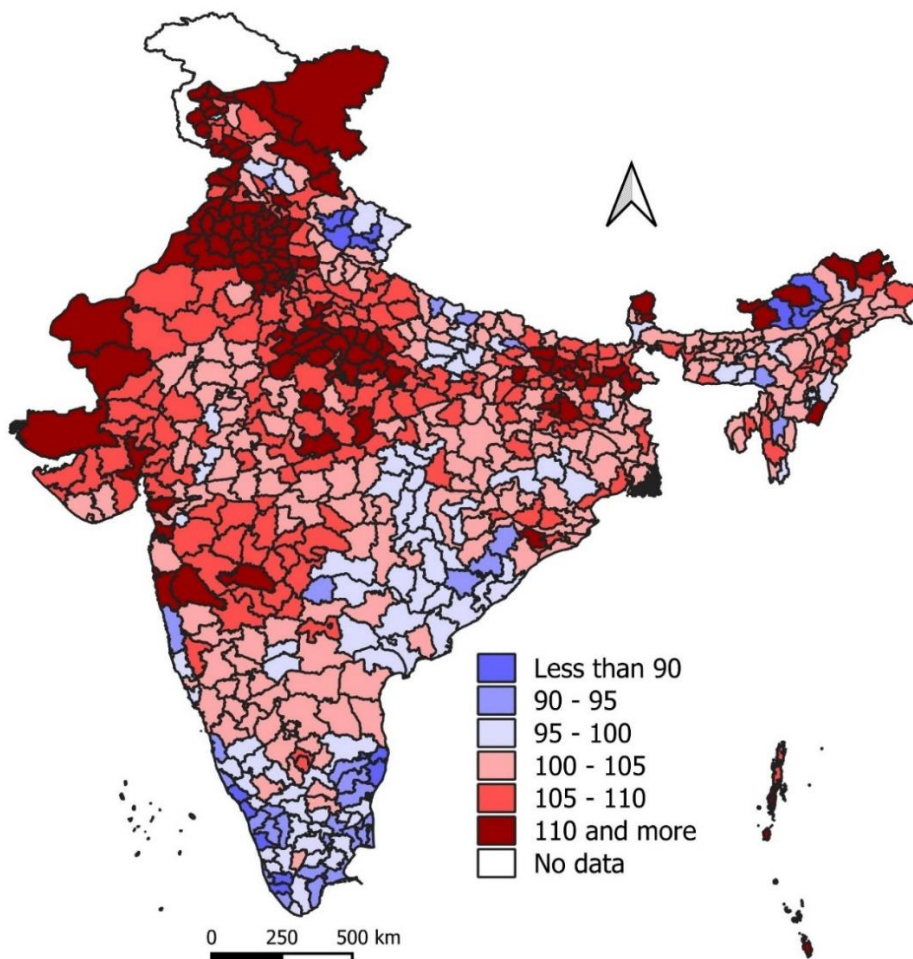 Less than 90
90 - 95
95 - 100
100 - 105
105 - 110
110 and more
No data
0 250 500 km